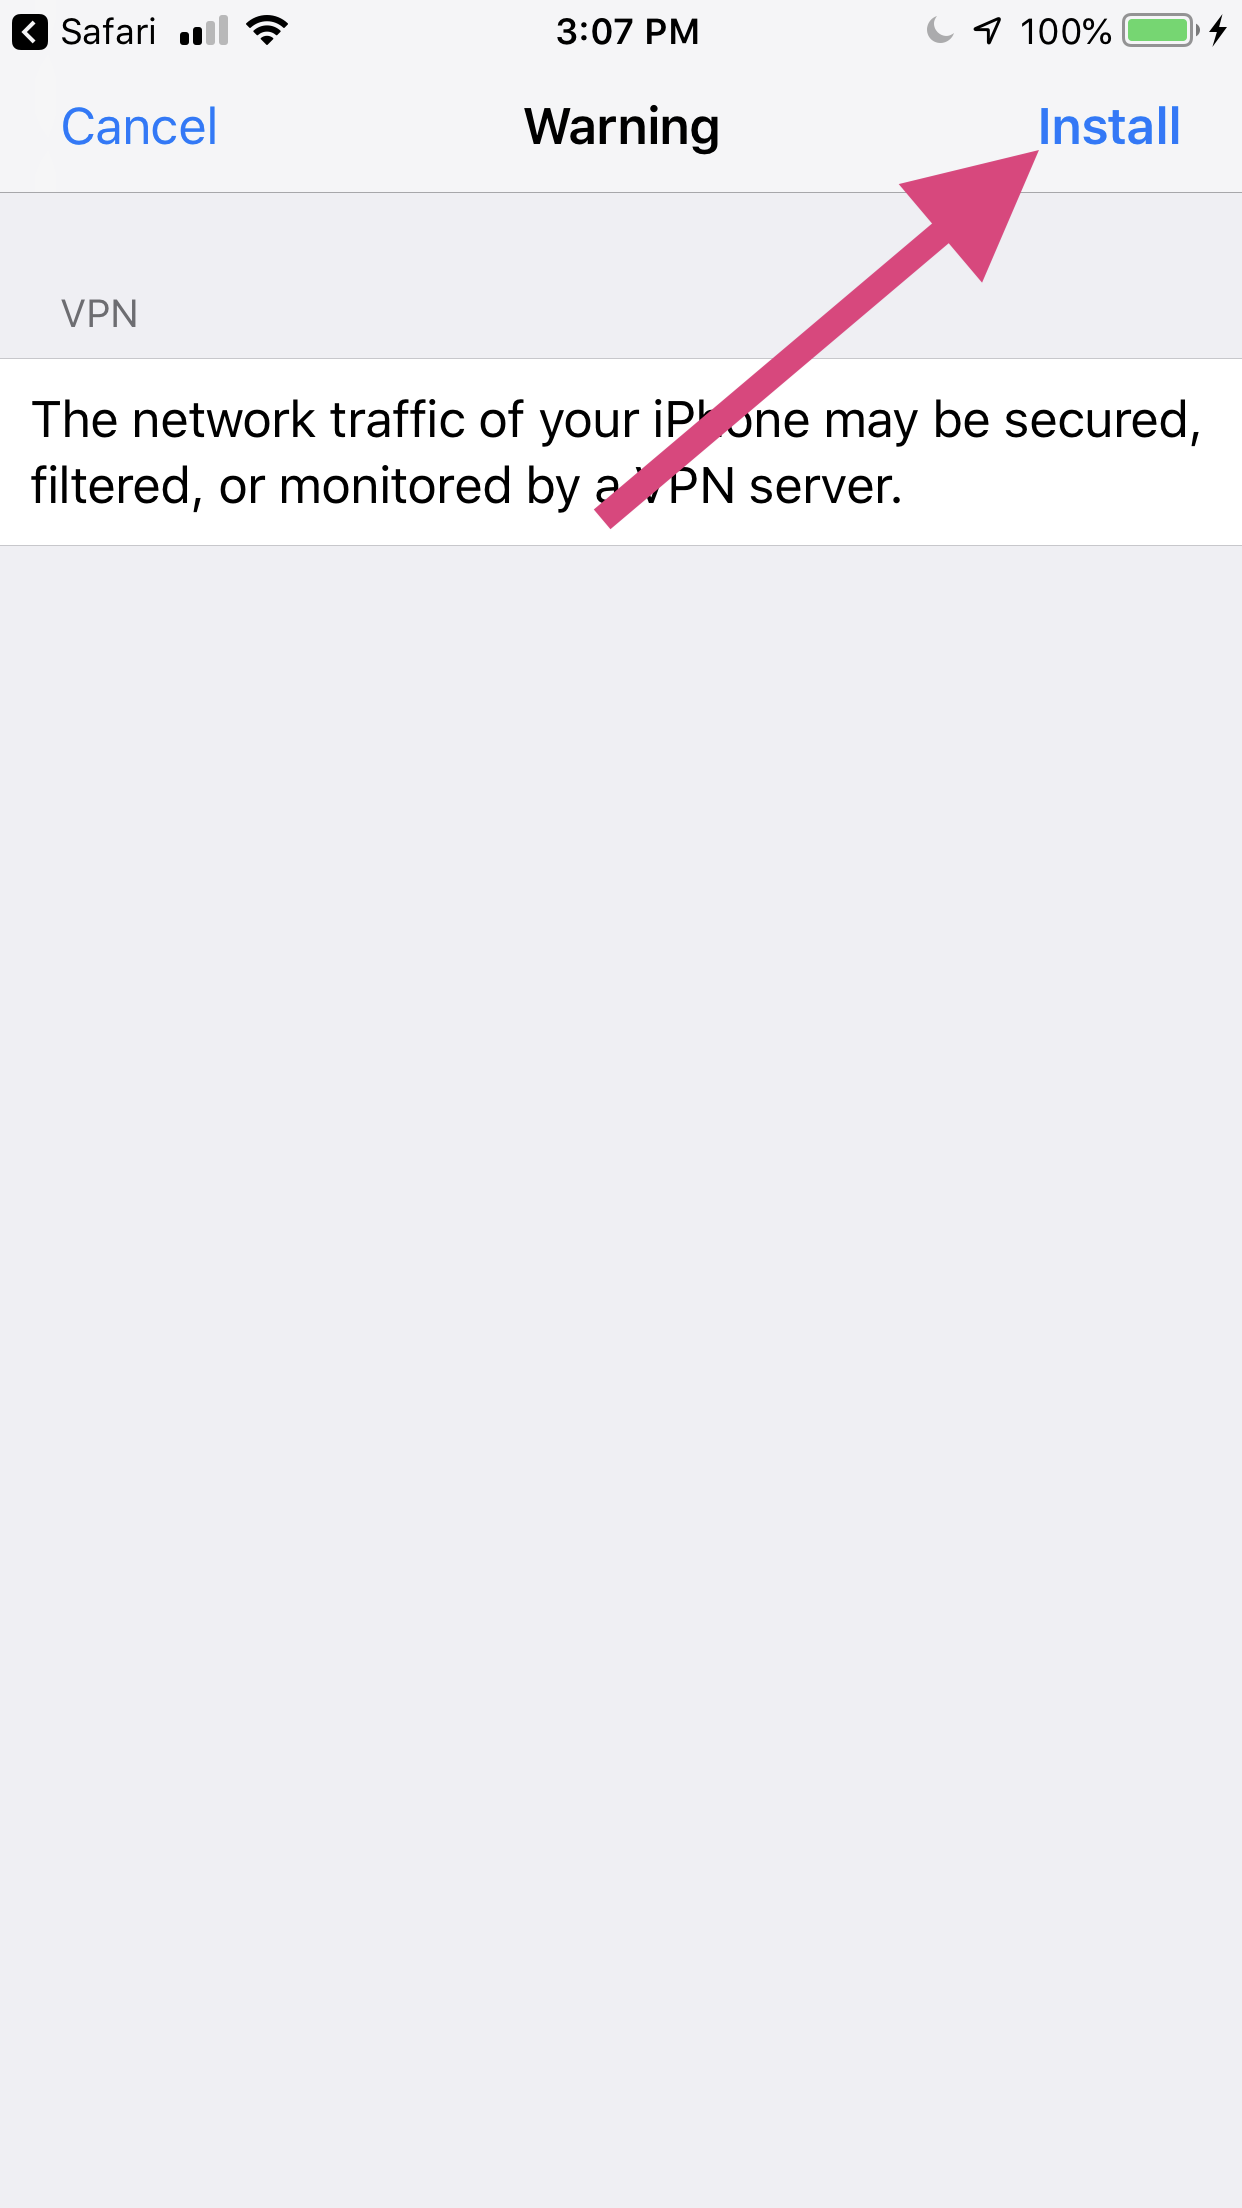 Safari 3:07 PM 100%
Cancel Warning Install
VPN
The network traffic of your iPhone may be secured,
filtered, or monitored by a VPN server.